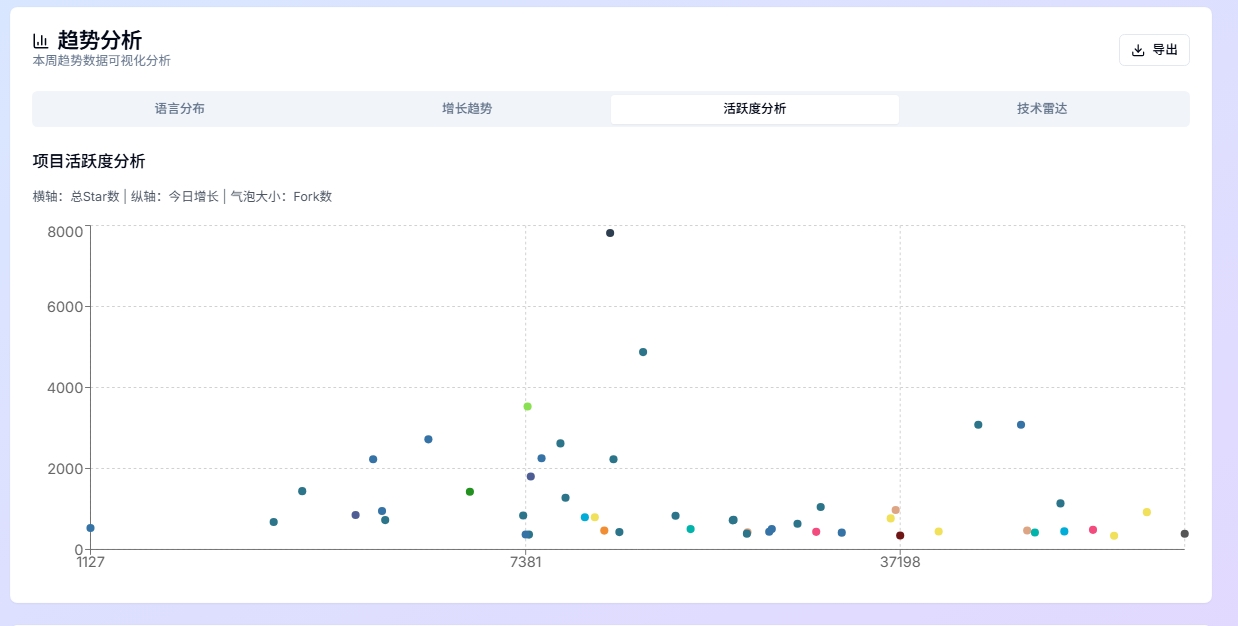 趋势分析
本周趋势数据可视化分析
导出
语言分布
增长趋势
活跃度分析
技术雷达
项目活跃度分析
横轴：总Star数 | 纵轴：今日增长 | 气泡大小：Fork数
8000
6000
4000
2000
0
1127
7381
37198